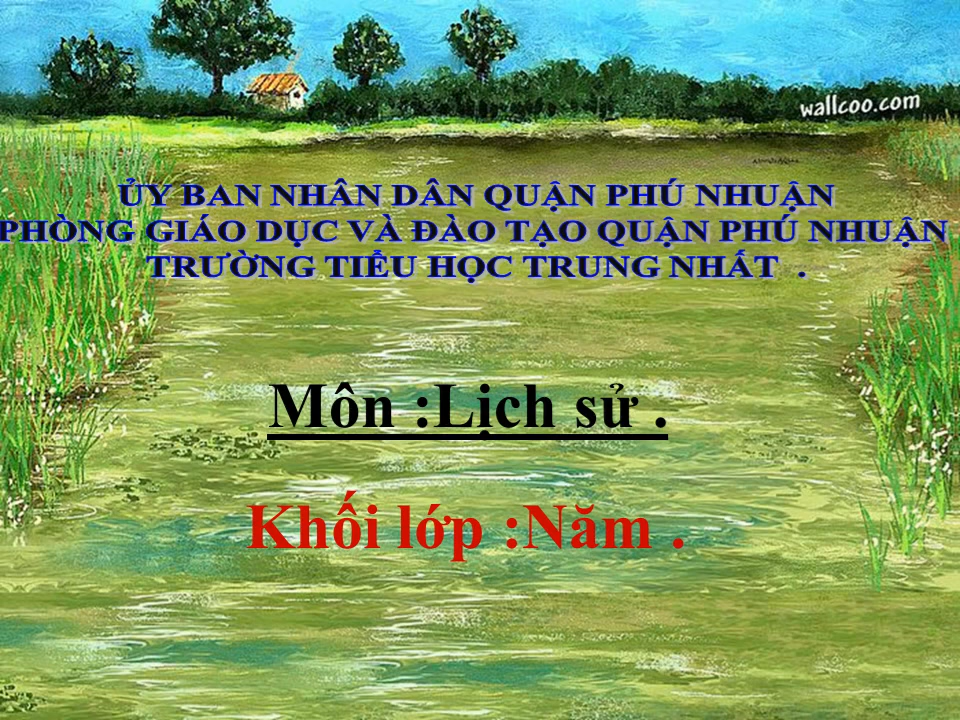 wallcoo.com
ỦY BAN NHÂN DÂN QUẬN PHÚ NHUẬN
PHÒNG GIÁO DỤC VÀ ĐÀO TẠO QUẬN PHÚ NHUẬN
TRƯỜNG TIỂU HỌC TRUNG NHẤT .
Môn :Lịch sử .
Khối lớp :Năm .